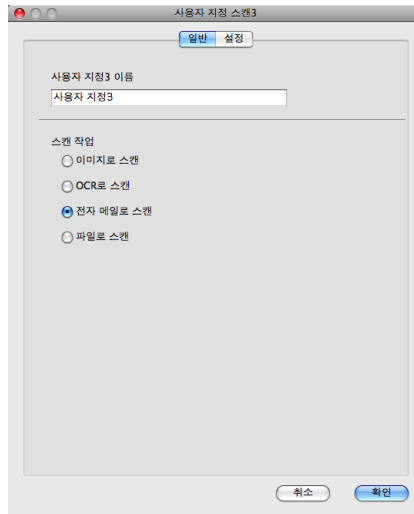 사용자 지정 스캔3
일반 설정
사용자 지정3 이름
사용자 지정3
스캔 작업
이미지로 스캔
OCR로 스캔
전자 메일로 스캔
파일로 스캔
취소 확인